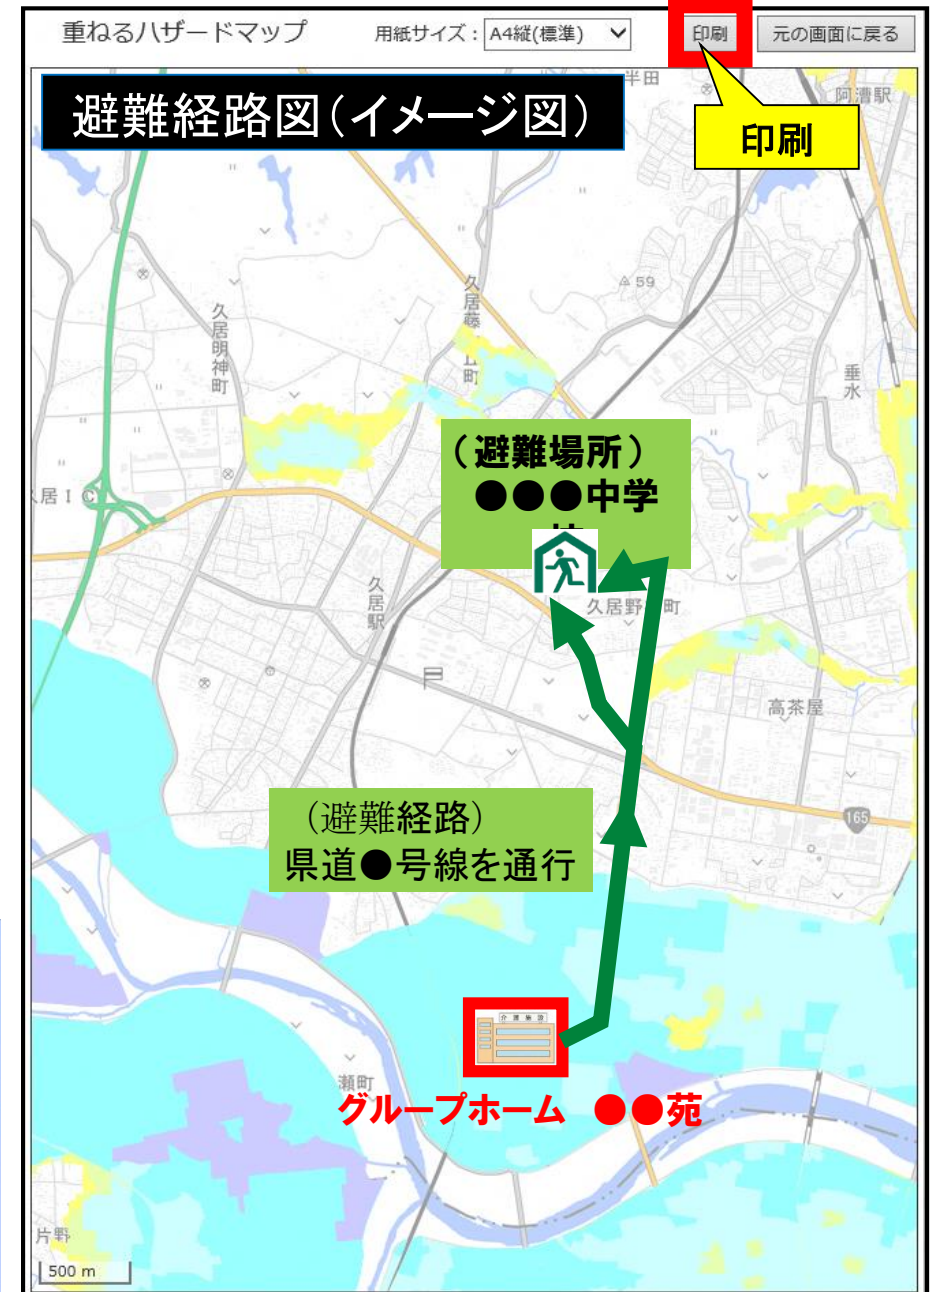 重ねるハザードマップ
用紙サイズ：A4縦(標準)
印刷
元の画面に戻る
避難経路図(イメージ図)
半田
阿漕駅
印刷
59
久居明神町
久居藤
町
垂水
（避難場所）
●●●中学
居IC
久居駅
久居野
町
高茶屋
165
（避難経路）
県道●号線を通行
介護施設
瀬町
グループホーム ●●苑
片野
500 m